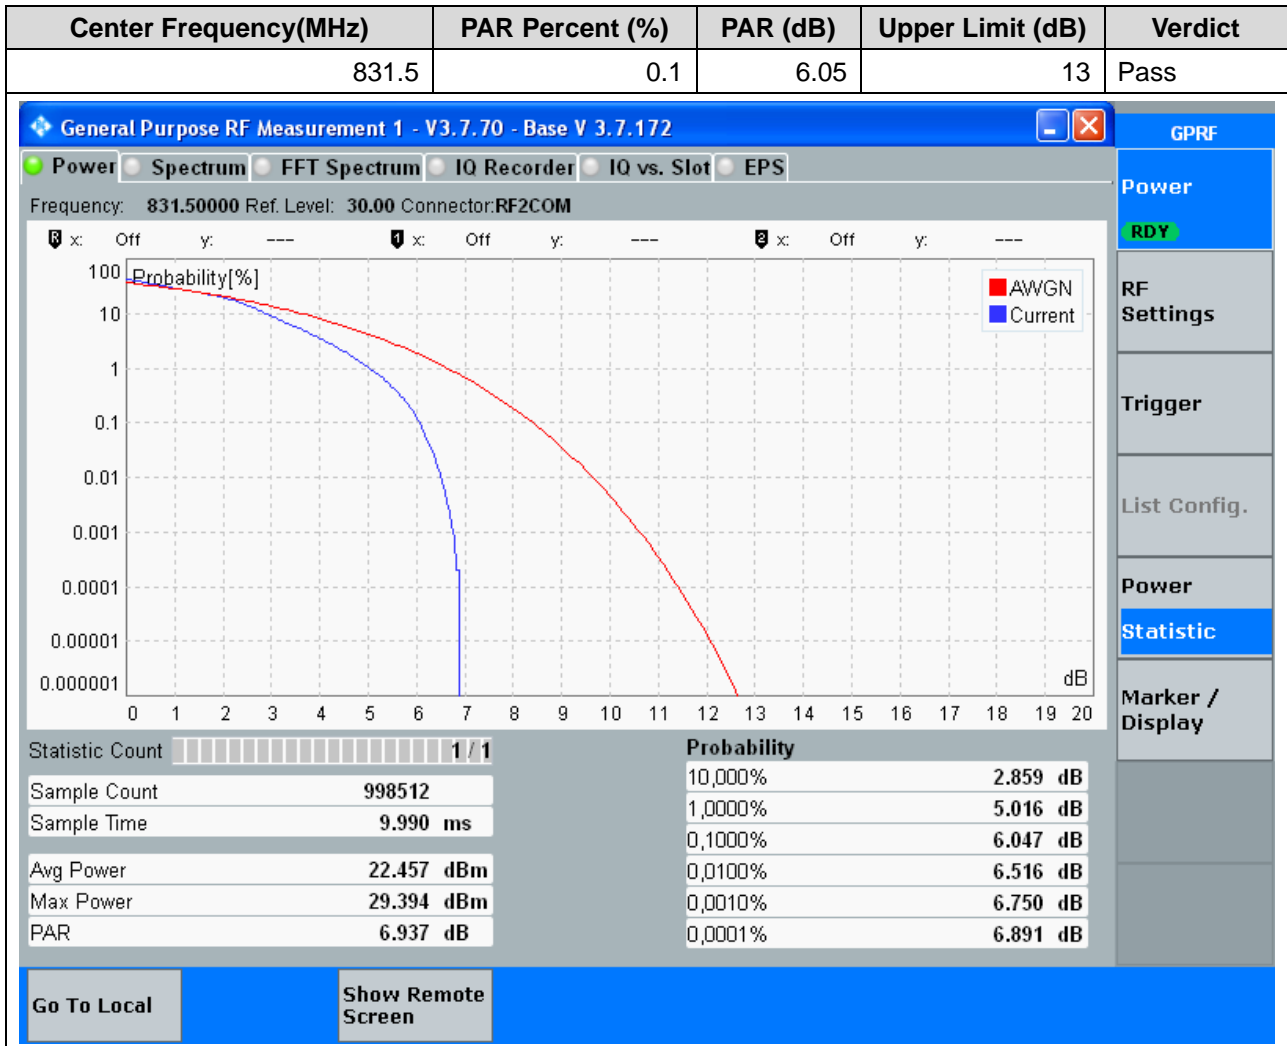 Center Frequency(MHz) PAR Percent (%) PAR (dB) Upper Limit (dB) Verdict
831.5 0.1 6.05 13 Pass
General Purpose RF Measurement 1 - V3.7.70 - Base V 3.7.172
GPRF
Power Spectrum FFT Spectrum IQ Recorder IQ vs. Slot EPS
Power
RDY
Frequency: 831.50000 Ref. Level: 30.00 Connector:RF2COM
R x: Off y: --- 1 x: Off y: --- 2 x: Off y: ---
Probability[%]
AWGN
Current
100
10
1
0.1
0.01
0.001
0.0001
0.00001
0.000001
dB
0 1 2 3 4 5 6 7 8 9 10 11 12 13 14 15 16 17 18 19 20
RF
Settings
Trigger
List Config.
Power
Statistic
Marker /
Display
Statistic Count 1 / 1
Sample Count 998512
Sample Time 9.990 ms
Avg Power 22.457 dBm
Max Power 29.394 dBm
PAR 6.937 dB
Probability
10,000% 2.859 dB
1,0000% 5.016 dB
0,1000% 6.047 dB
0,0100% 6.516 dB
0,0010% 6.750 dB
0,0001% 6.891 dB
Go To Local
Show Remote
Screen